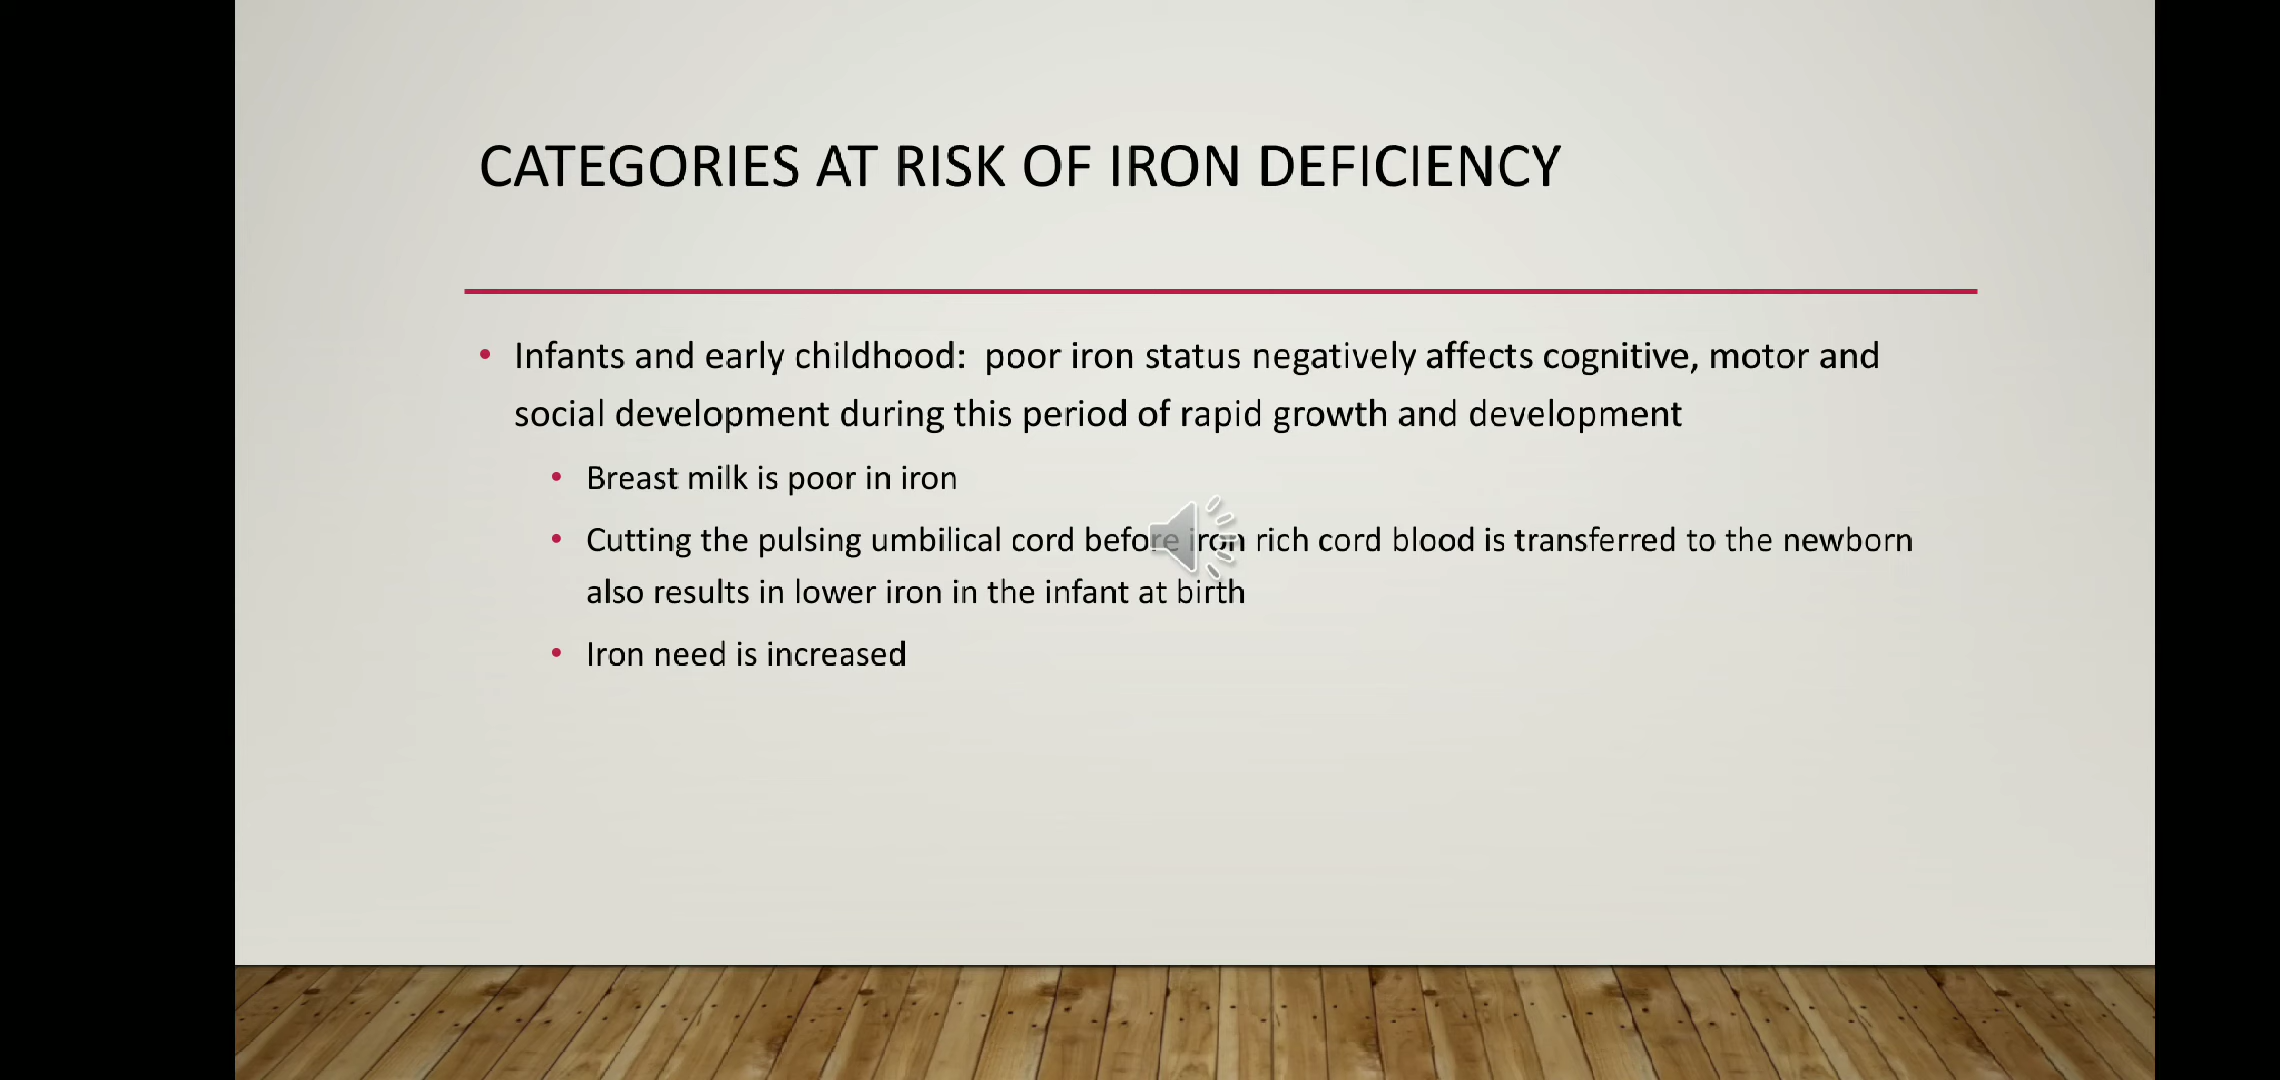 CATEGORIES AT RISK OF IRON DEFICIENCY
• Infants and early childhood:  poor iron status negatively affects cognitive, motor and
social development during this period of rapid growth and development
• Breast milk is poor in iron
• Cutting the pulsing umbilical cord before iron rich cord blood is transferred to the newborn
also results in lower iron in the infant at birth
• Iron need is increased